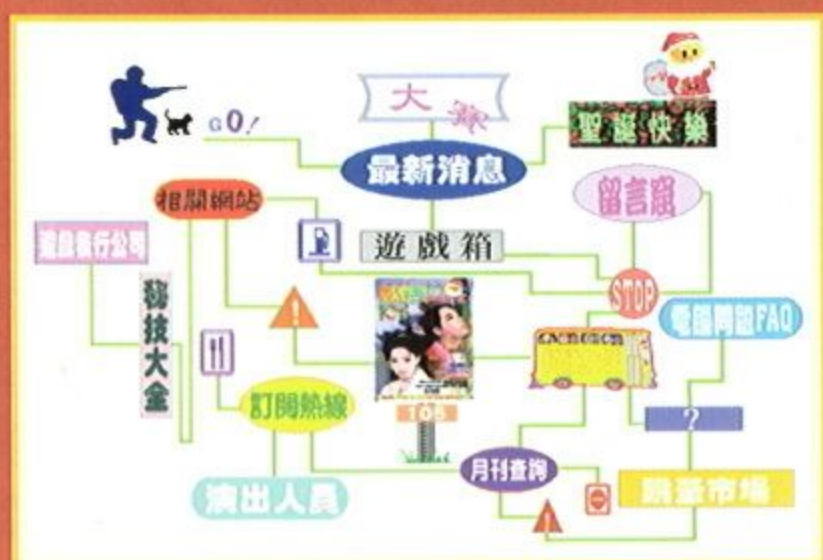 大
GO!
聖誕快樂
最新消息
相關網站
留言版
遊戲發行公司
遊戲箱
STOP
秘技大全
電腦問題FAQ
訂閱熱線
105
?
月刊查詢
演出人員
跳蚤市場
!
!